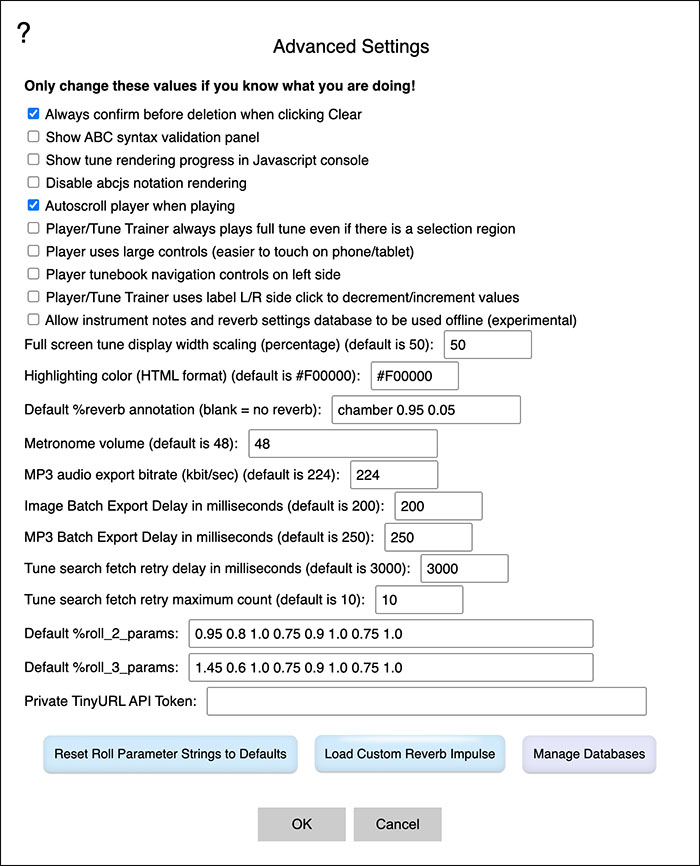 ?
Advanced Settings
Only change these values if you know what you are doing!
Always confirm before deletion when clicking Clear
Show ABC syntax validation panel
Show tune rendering progress in Javascript console
Disable abcjs notation rendering
Autoscroll player when playing
Player/Tune Trainer always plays full tune even if there is a selection region
Player uses large controls (easier to touch on phone/tablet)
Player tunebook navigation controls on left side
Player/Tune Trainer uses label L/R side click to decrement/increment values
Allow instrument notes and reverb settings database to be used offline (experimental)
Full screen tune display width scaling (percentage) (default is 50): 50
Highlighting color (HTML format) (default is #F00000): #F00000
Default %reverb annotation (blank = no reverb): chamber 0.95 0.05
Metronome volume (default is 48): 48
MP3 audio export bitrate (kbit/sec) (default is 224): 224
Image Batch Export Delay in milliseconds (default is 200): 200
MP3 Batch Export Delay in milliseconds (default is 250): 250
Tune search fetch retry delay in milliseconds (default is 3000): 3000
Tune search fetch retry maximum count (default is 10): 10
Default %roll_2_params: 0.95 0.8 1.0 0.75 0.9 1.0 0.75 1.0
Default %roll_3_params: 1.45 0.6 1.0 0.75 0.9 1.0 0.75 1.0
Private TinyURL API Token:
Reset Roll Parameter Strings to Defaults Load Custom Reverb Impulse Manage Databases
OK Cancel